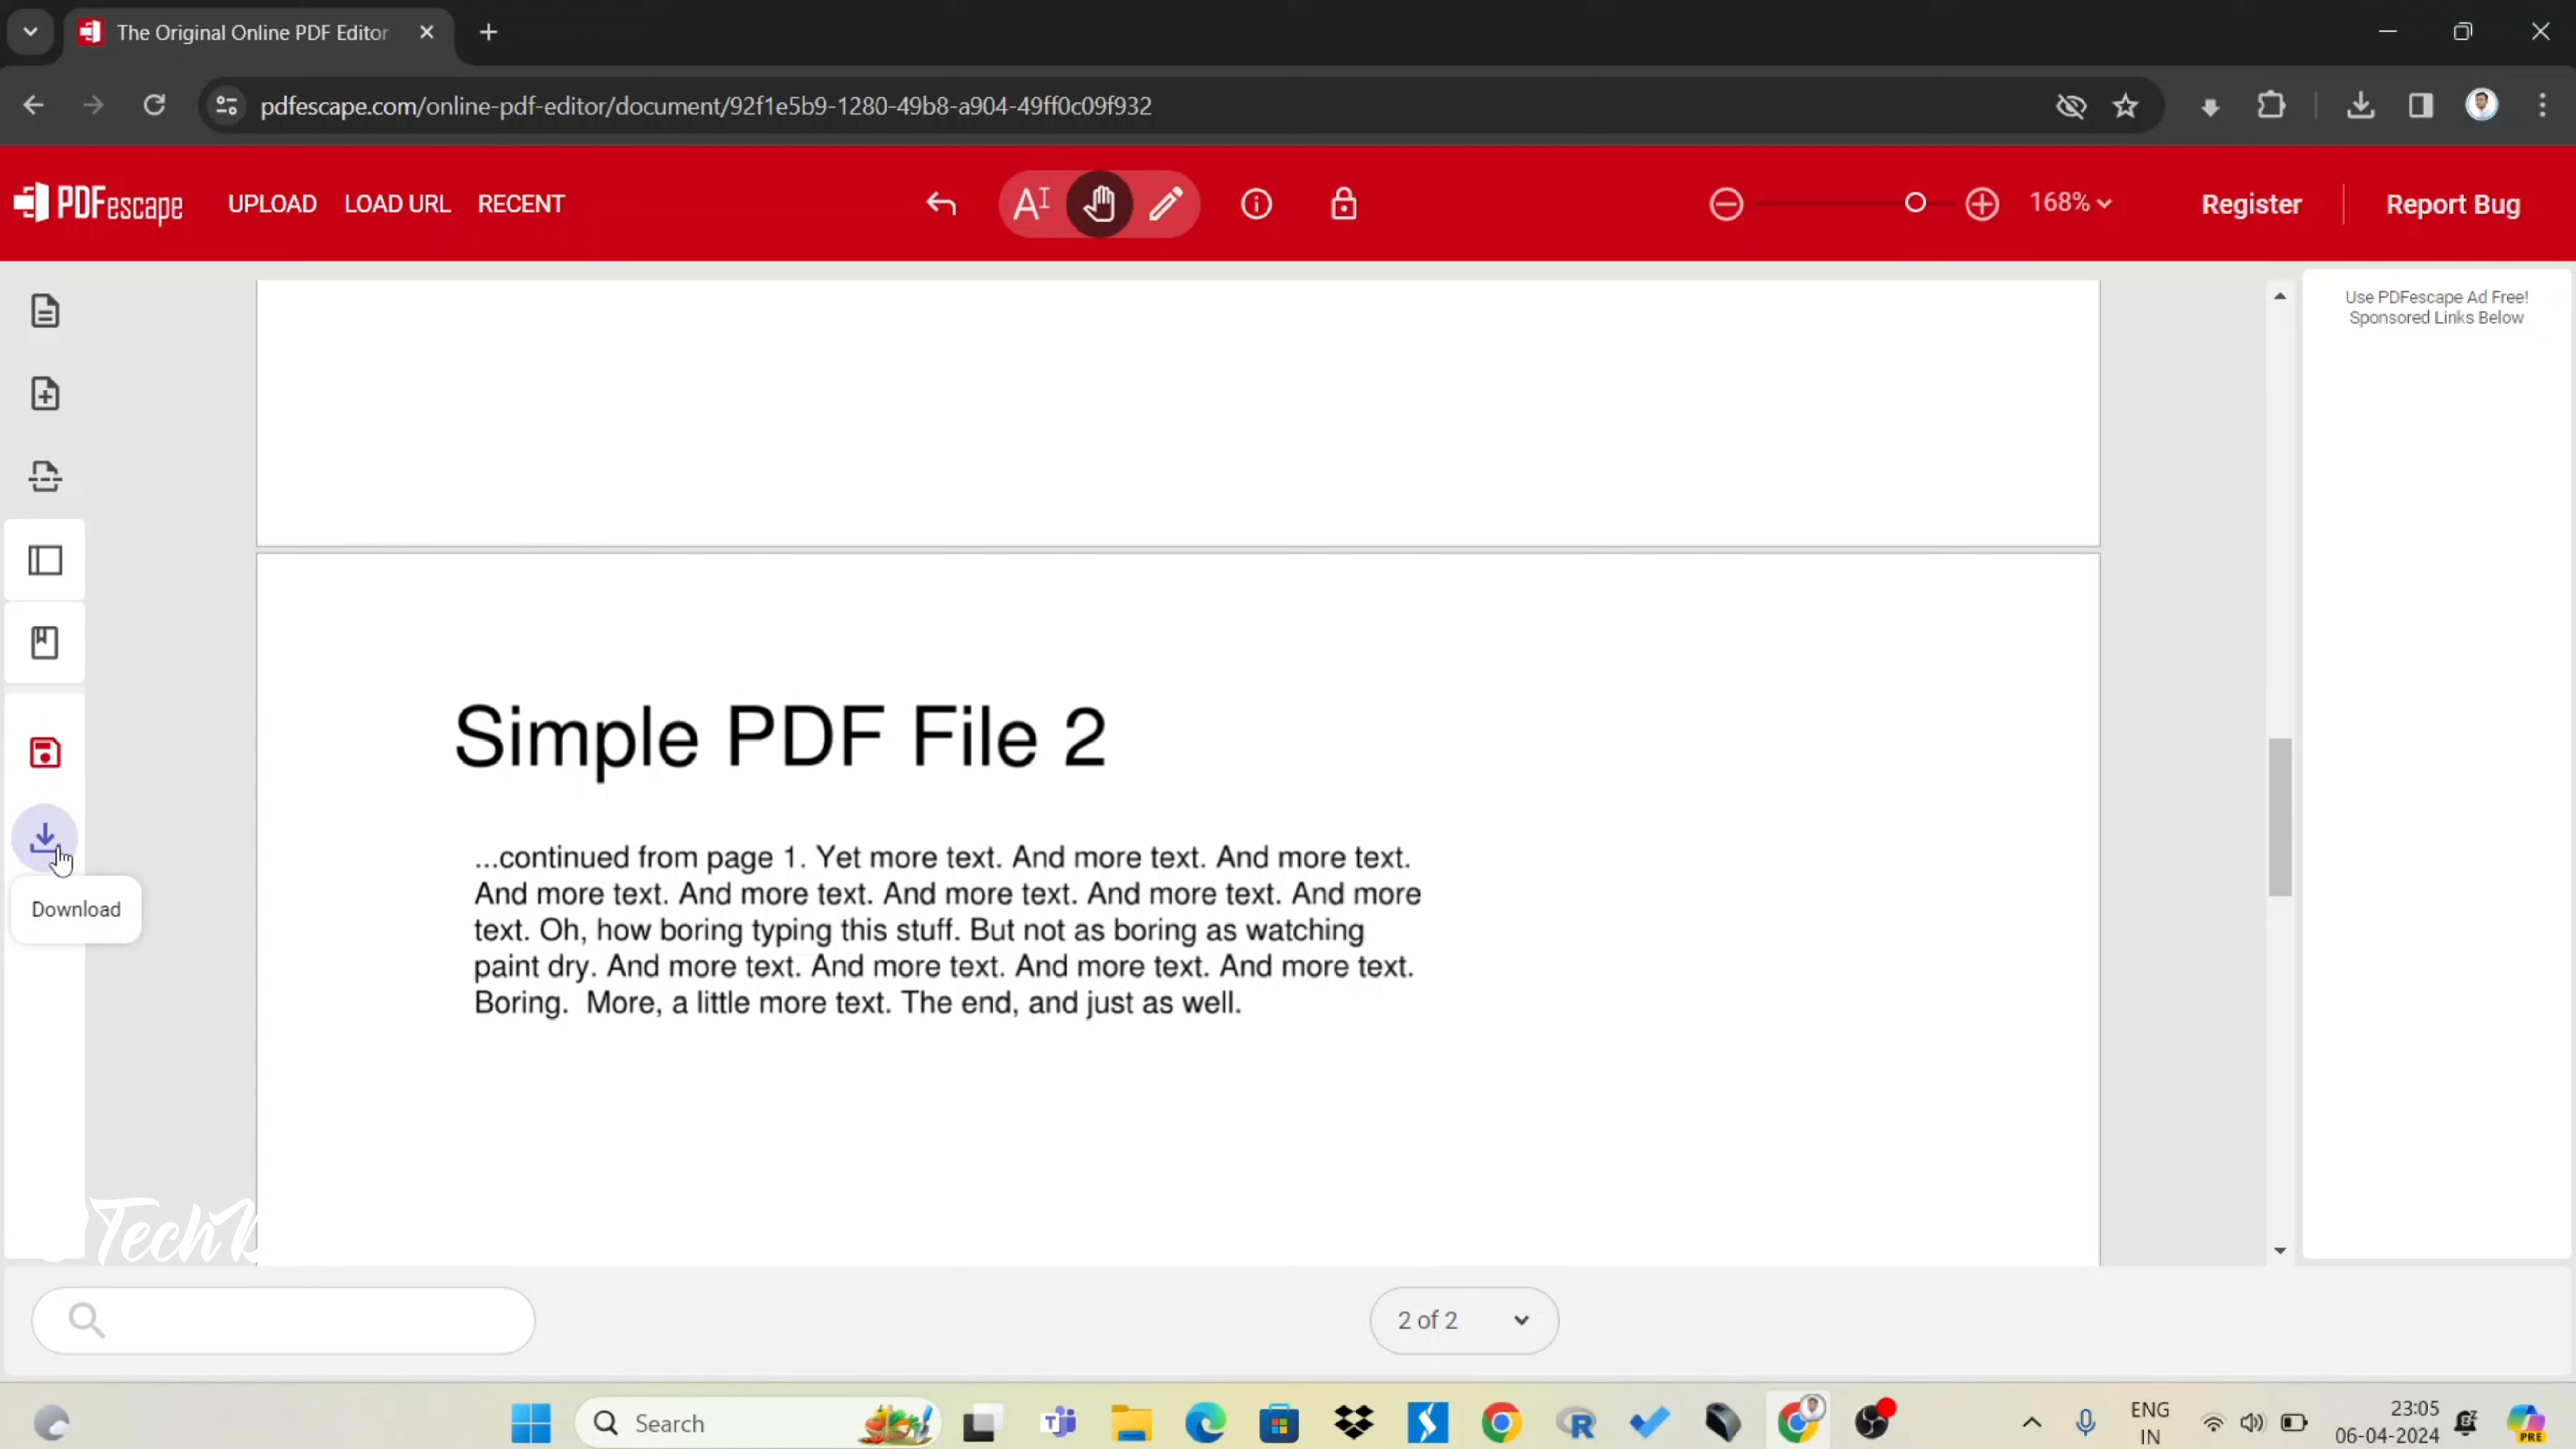 The Original Online PDF Editor
pdfescape.com/online-pdf-editor/document/92f1e5b9-1280-49b8-a904-49ff0c09f932
PDFescape UPLOAD LOAD URL RECENT A 168% Register Report Bug
Use PDFescape Ad Free!
Sponsored Links Below
Simple PDF File 2
...continued from page 1. Yet more text. And more text. And more text.
And more text. And more text. And more text. And more text. And more
text. Oh, how boring typing this stuff. But not as boring as watching
paint dry. And more text. And more text. And more text. And more text.
Boring.  More, a little more text. The end, and just as well.
Download
2 of 2
Search
ENG
IN
23:05
06-04-2024
PRE